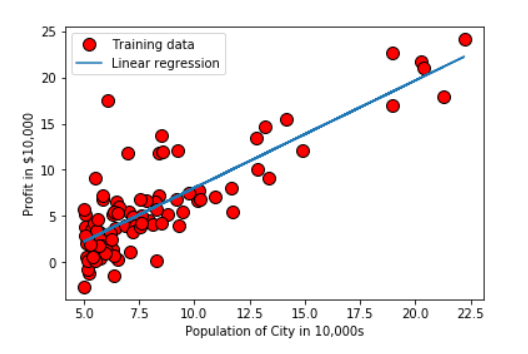 Training data
Linear regression
Profit in $10,000
25
20
15
10
5
0
5.0 7.5 10.0 12.5 15.0 17.5 20.0 22.5
Population of City in 10,000s